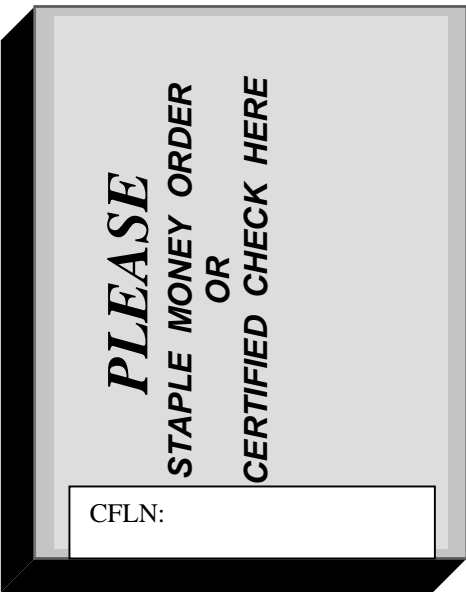 PLEASE
STAPLE MONEY ORDER
OR
CERTIFIED CHECK HERE
CFLN: